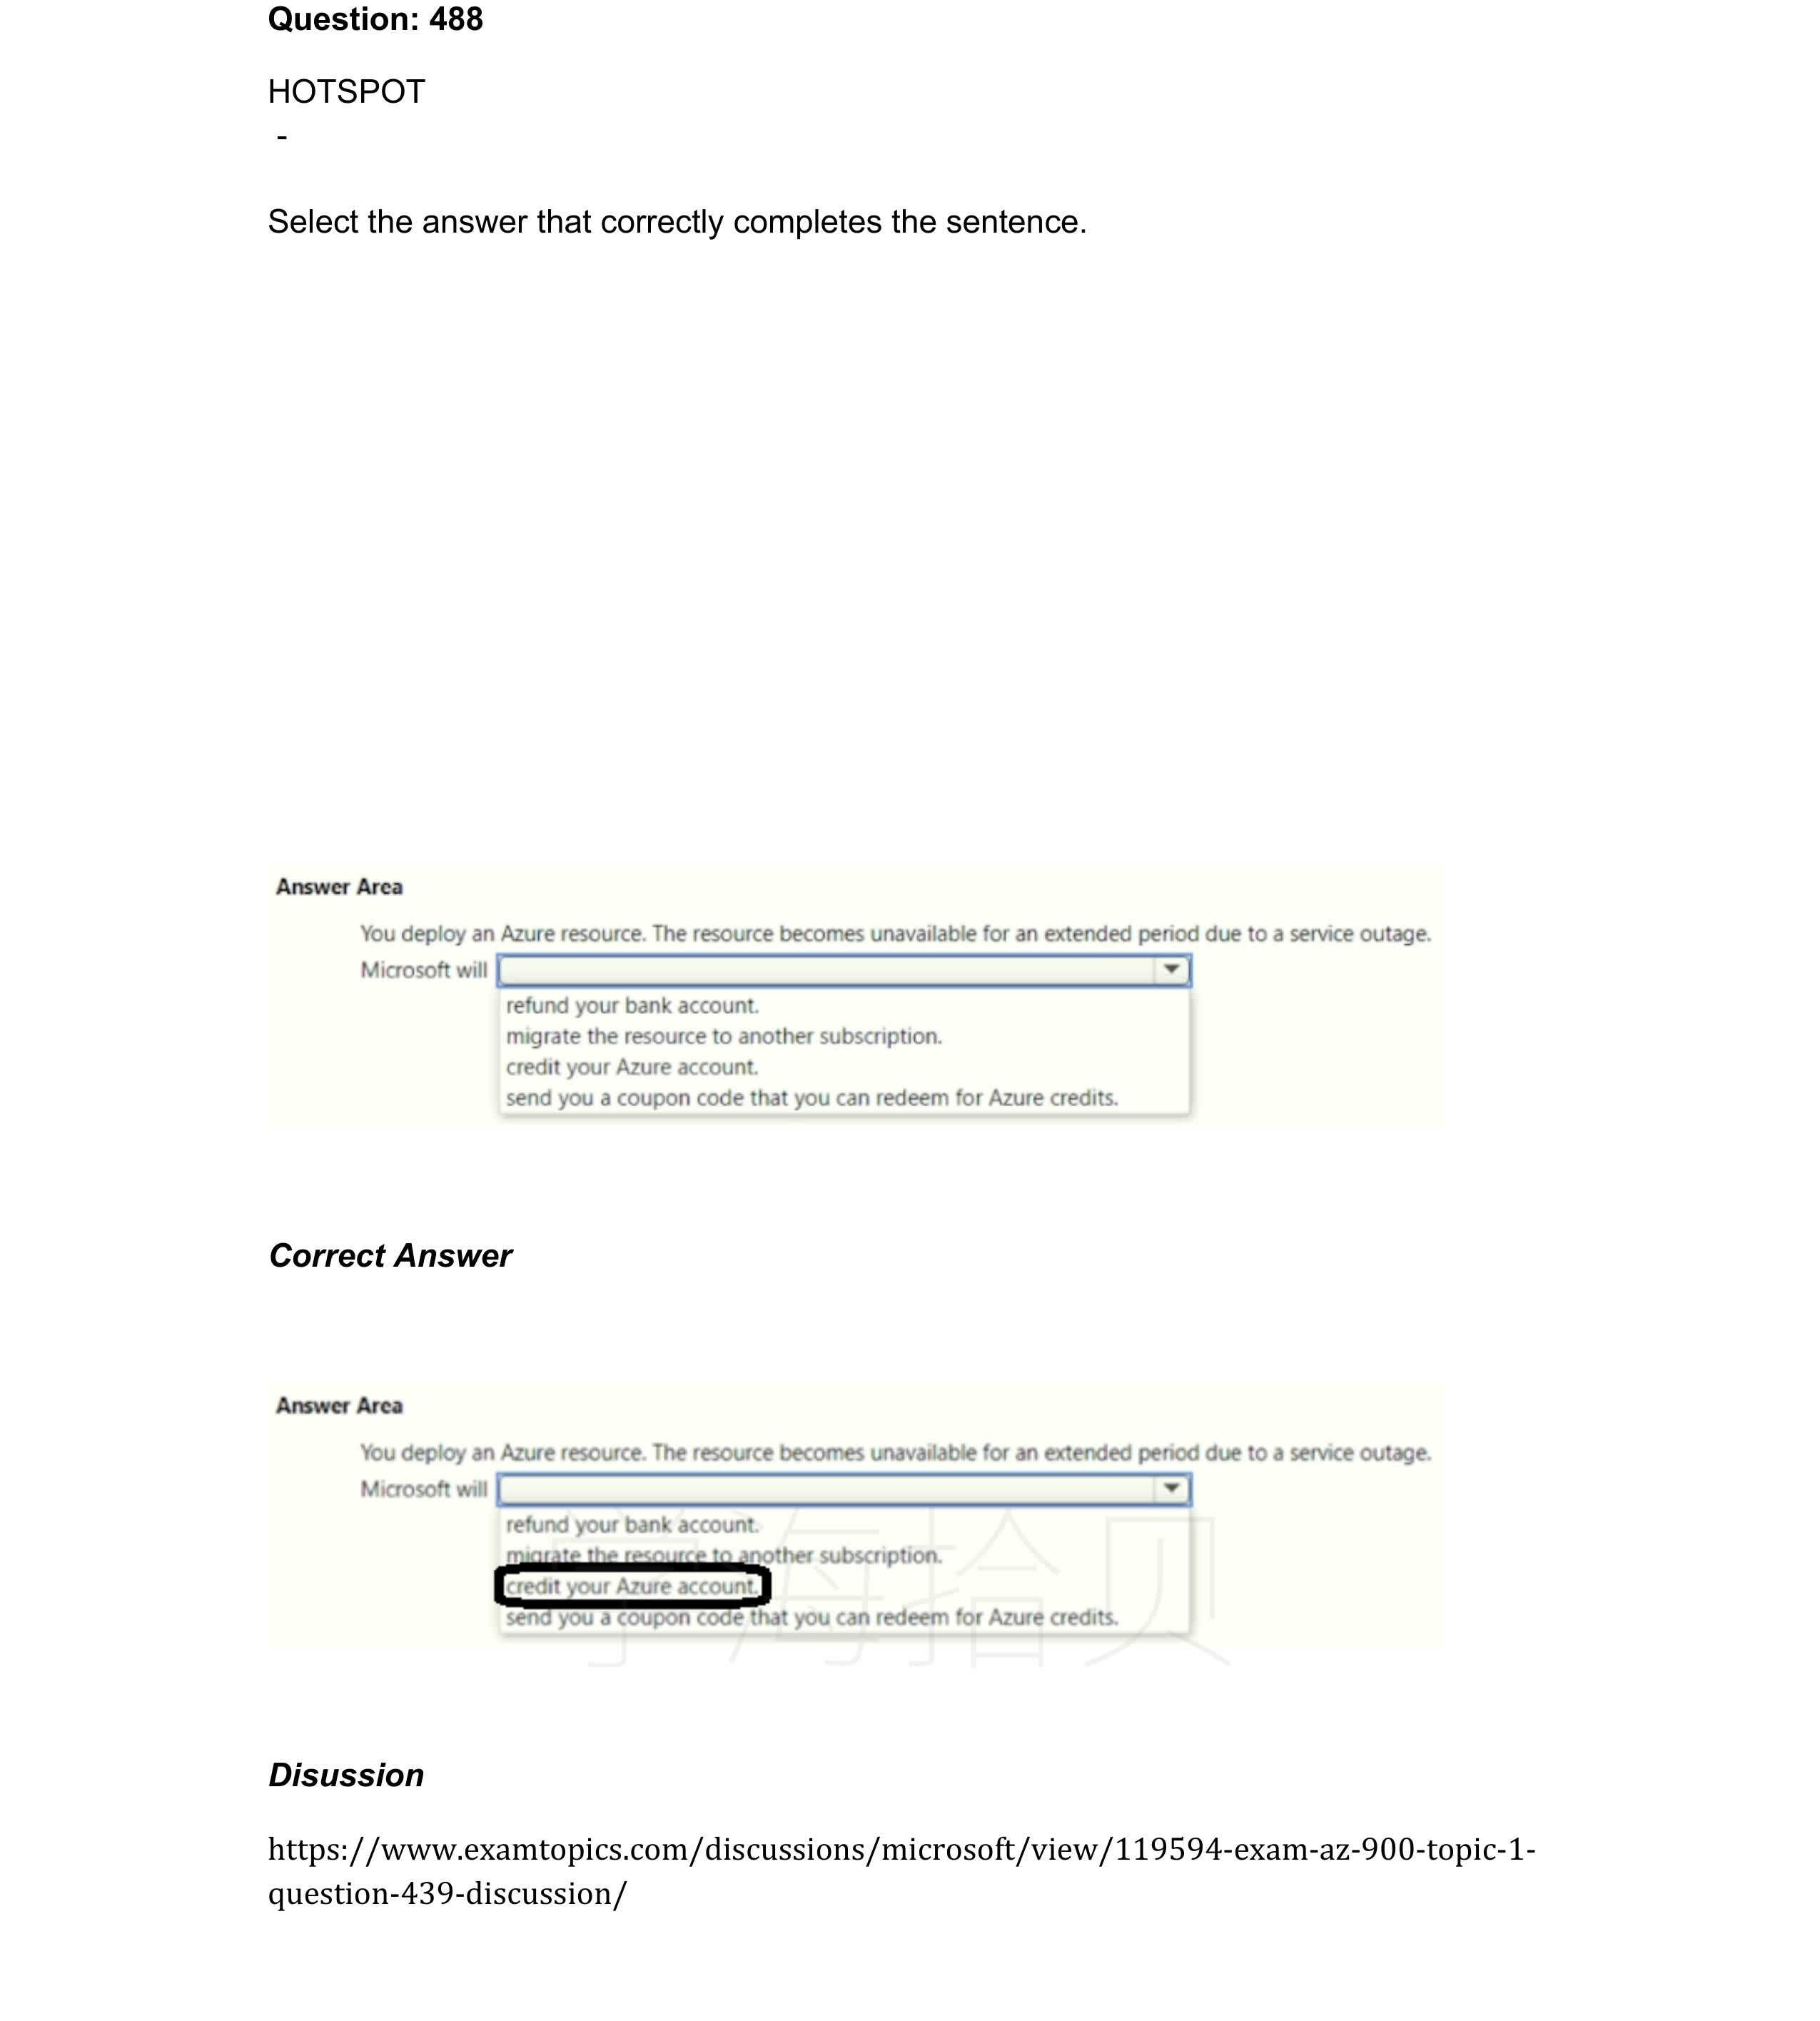 Question: 488
HOTSPOT
-
Select the answer that correctly completes the sentence.
Answer Area
You deploy an Azure resource. The resource becomes unavailable for an extended period due to a service outage.
Microsoft will
refund your bank account.
migrate the resource to another subscription.
credit your Azure account.
send you a coupon code that you can redeem for Azure credits.
Correct Answer
Answer Area
You deploy an Azure resource. The resource becomes unavailable for an extended period due to a service outage.
Microsoft will
refund your bank account.
migrate the resource to another subscription.
credit your Azure account.
send you a coupon code that you can redeem for Azure credits.
学海拾贝
Disussion
https://www.examtopics.com/discussions/microsoft/view/119594-exam-az-900-topic-1-
question-439-discussion/